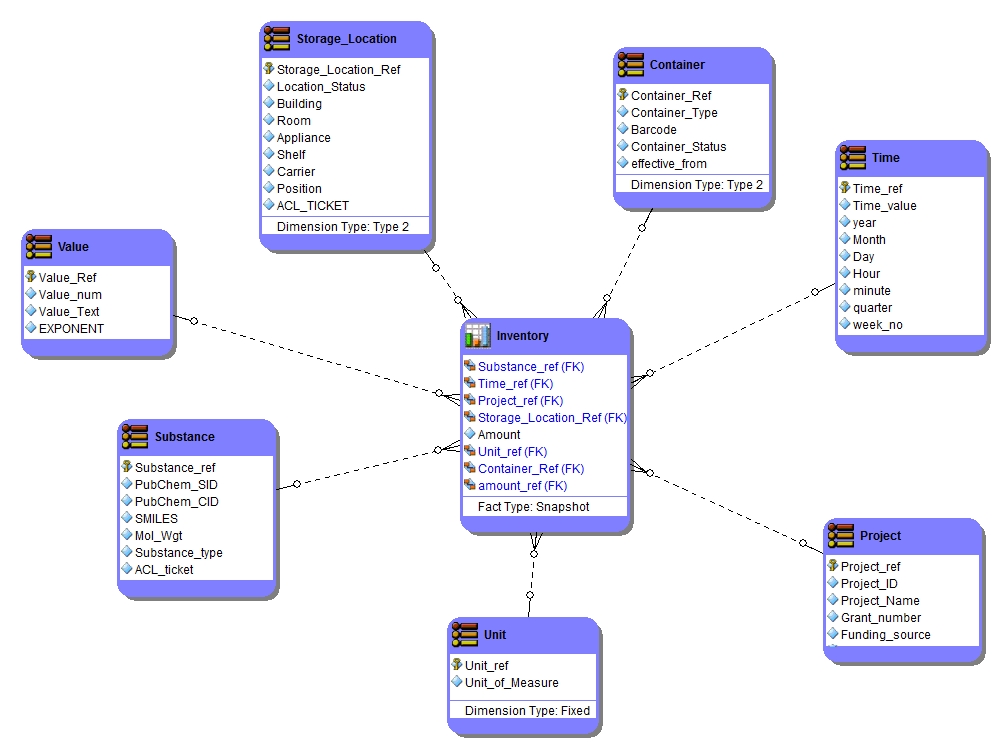 Storage_Location
Storage_Location_Ref
Location_Status
Building
Room
Appliance
Shelf
Carrier
Position
ACL_TICKET
Dimension Type: Type 2
Container
Container_Ref
Container_Type
Barcode
Container_Status
effective_from
Dimension Type: Type 2
Time
Time_ref
Time_value
year
Month
Day
Hour
minute
quarter
week_no
Value
Value_Ref
Value_num
Value_Text
EXPONENT
Inventory
Substance_ref (FK)
Time_ref (FK)
Project_ref (FK)
Storage_Location_Ref (FK)
Amount
Unit_ref (FK)
Container_Ref (FK)
amount_ref (FK)
Fact Type: Snapshot
Substance
Substance_ref
PubChem_SID
PubChem_CID
SMILES
Mol_Wgt
Substance_type
ACL_ticket
Project
Project_ref
Project_ID
Project_Name
Grant_number
Funding_source
Unit
Unit_ref
Unit_of_Measure
Dimension Type: Fixed